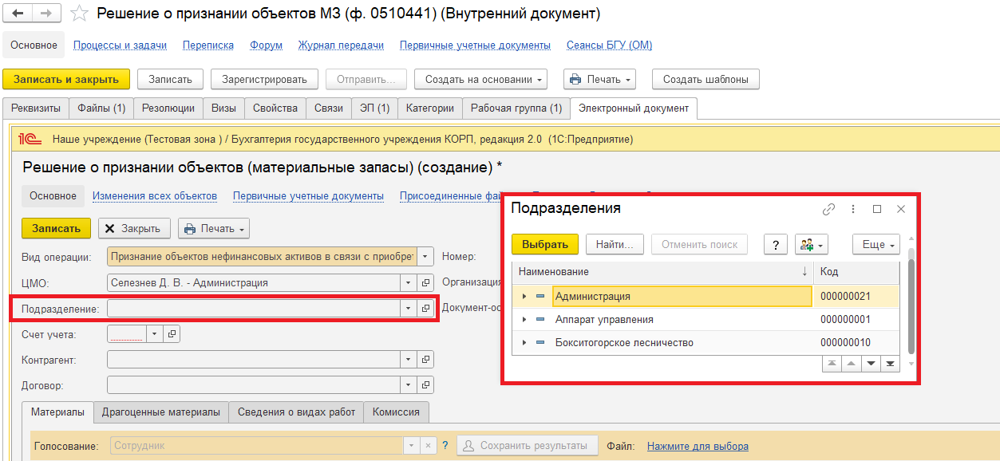 Решение о признании объектов МЗ (ф. 0510441) (Внутренний документ)
Основное Процессы и задачи Переписка Форум Журнал передачи Первичные учетные документы Сеансы БГУ (ОМ)
Записать и закрыть Записать Зарегистрировать Отправить... Создать на основании Печать Создать шаблоны
Реквизиты Файлы (1) Резолюции Визы Свойства Связи ЭП (1) Категории Рабочая группа (1) Электронный документ
1С Наше учреждение (Тестовая зона ) / Бухгалтерия государственного учреждения КОРП, редакция 2.0 (1С:Предприятие)
Решение о признании объектов (материальные запасы) (создание) *
Основное Изменения всех объектов Первичные учетные документы Присоединенные фай
Записать Закрыть Печать
Вид операции: Признание объектов нефинансовых активов в связи с приобрет Номер:
ЦМО: Селезнев Д. В. - Администрация Организация
Подразделение: Документ-ос
Счет учета:
Контрагент:
Договор:
Подразделения
Выбрать Найти... Отменить поиск ? Еще
Наименование ↓ Код
Администрация 000000021
Аппарат управления 000000001
Бокситогорское лесничество 000000010
Материалы Драгоценные материалы Сведения о видах работ Комиссия
Голосование: Сотрудник ? Сохранить результаты Файл: Нажмите для выбора